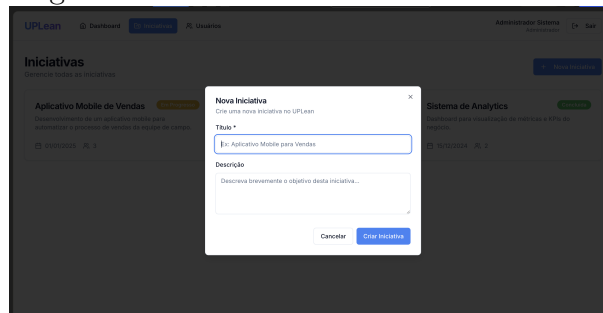 UPLean
Dashboard
Iniciativas
Usuários
Administrador Sistema
Administrador
Sair
Iniciativas
Gerencie todas as iniciativas
Nova Iniciativa
Aplicativo Mobile de Vendas
Desenvolvimento de um aplicativo mobile para
automatizar o processo de vendas da equipe de campo.
Sistema de Analytics
Dashboard para visualização de métricas e KPIs do
negócio.
Nova Iniciativa
Crie uma nova iniciativa no UPLean
Título *
Ex: Aplicativo Mobile para Vendas
Descrição
Descreva brevemente o objetivo desta iniciativa...
Cancelar
Criar Iniciativa